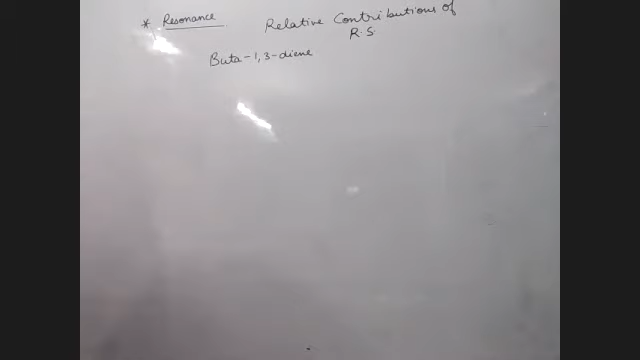 * Resonance Relative Contributions of
R.S.
Buta-1,3-diene